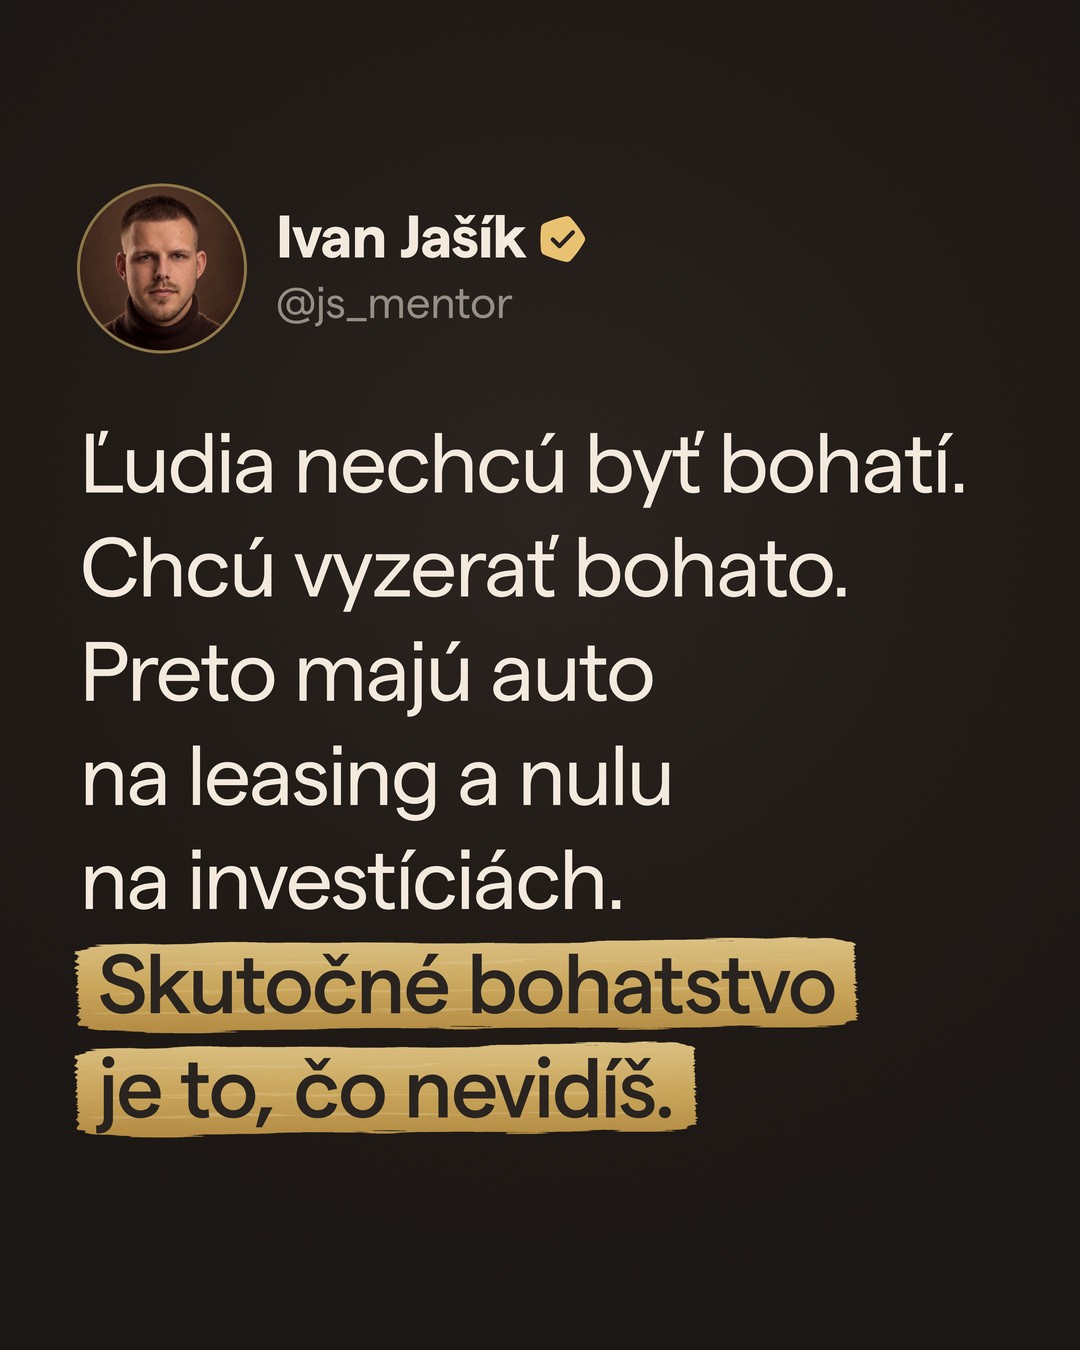 Ivan Jašík
@js_mentor
Ľudia nechcú byť bohatí.
Chcú vyzerať bohato.
Preto majú auto
na leasing a nulu
na investíciách.
Skutočné bohatstvo
je to, čo nevidíš.